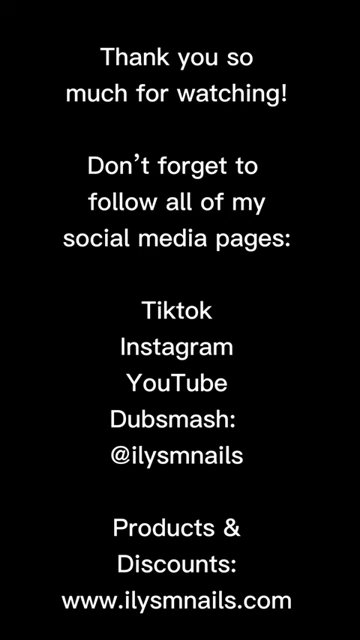 Thank you so
much for watching!
Don't forget to
follow all of my
social media pages:
Tiktok
Instagram
YouTube
Dubsmash:
@ilysmnails
Products &
Discounts:
www.ilysmnails.com